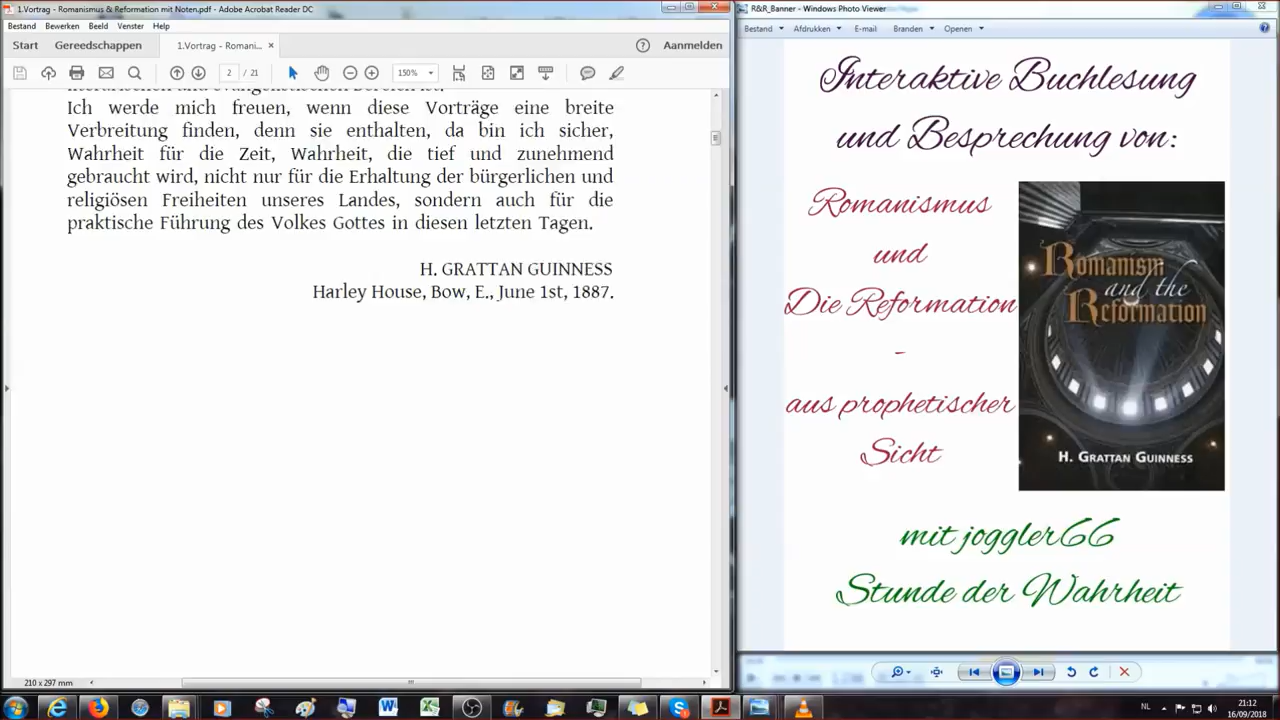 1.Vortrag - Romanismus & Reformation mit Noten.pdf - Adobe Acrobat Reader DC
Bestand Bewerken Beeld Venster Help
Start Gereedschappen 1.Vortrag - Romani... × Aanmelden
2 / 21 150%
literarischen und evangelistischen Bereich ist.
Ich werde mich freuen, wenn diese Vorträge eine breite
Verbreitung finden, denn sie enthalten, da bin ich sicher,
Wahrheit für die Zeit, Wahrheit, die tief und zunehmend
gebraucht wird, nicht nur für die Erhaltung der bürgerlichen und
religiösen Freiheiten unseres Landes, sondern auch für die
praktische Führung des Volkes Gottes in diesen letzten Tagen.
H. GRATTAN GUINNESS
Harley House, Bow, E., June 1st, 1887.
210 x 297 mm
R&R_Banner - Windows Photo Viewer
Bestand Afdrukken E-mail Branden Openen
Interaktive Buchlesung
und Besprechung von:
Romanismus
und
Die Reformation
-
aus prophetischer
Sicht
Romanism
and the
Reformation
H. GRATTAN GUINNESS
mit joggler66
Stunde der Wahrheit
NL 21:12
16/09/2018